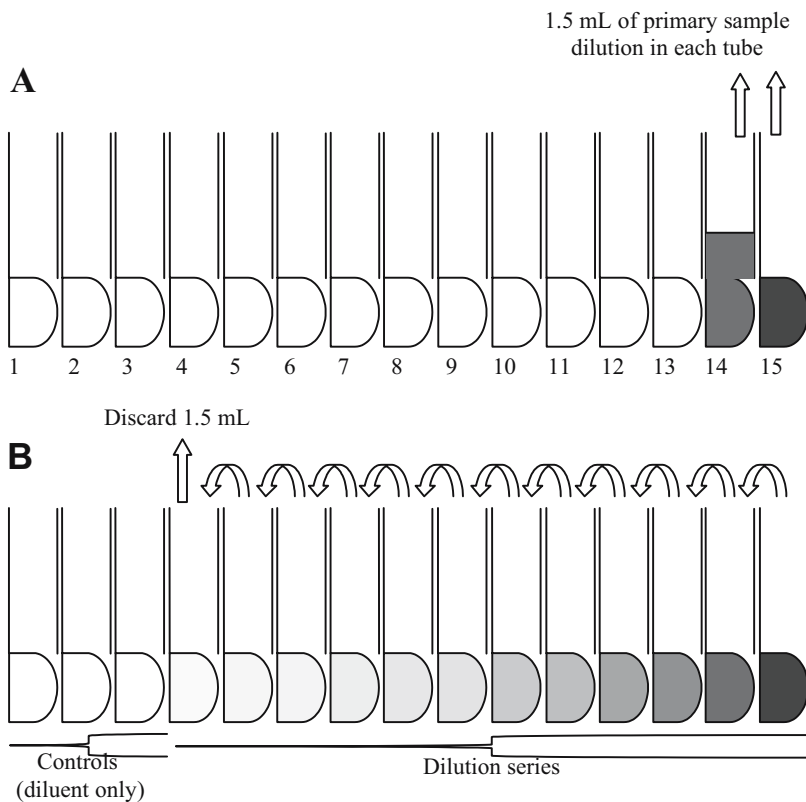 1.5 mL of primary sample
dilution in each tube
A
1 2 3 4 5 6 7 8 9 10 11 12 13 14 15
Discard 1.5 mL
B
Controls
(diluent only)
Dilution series